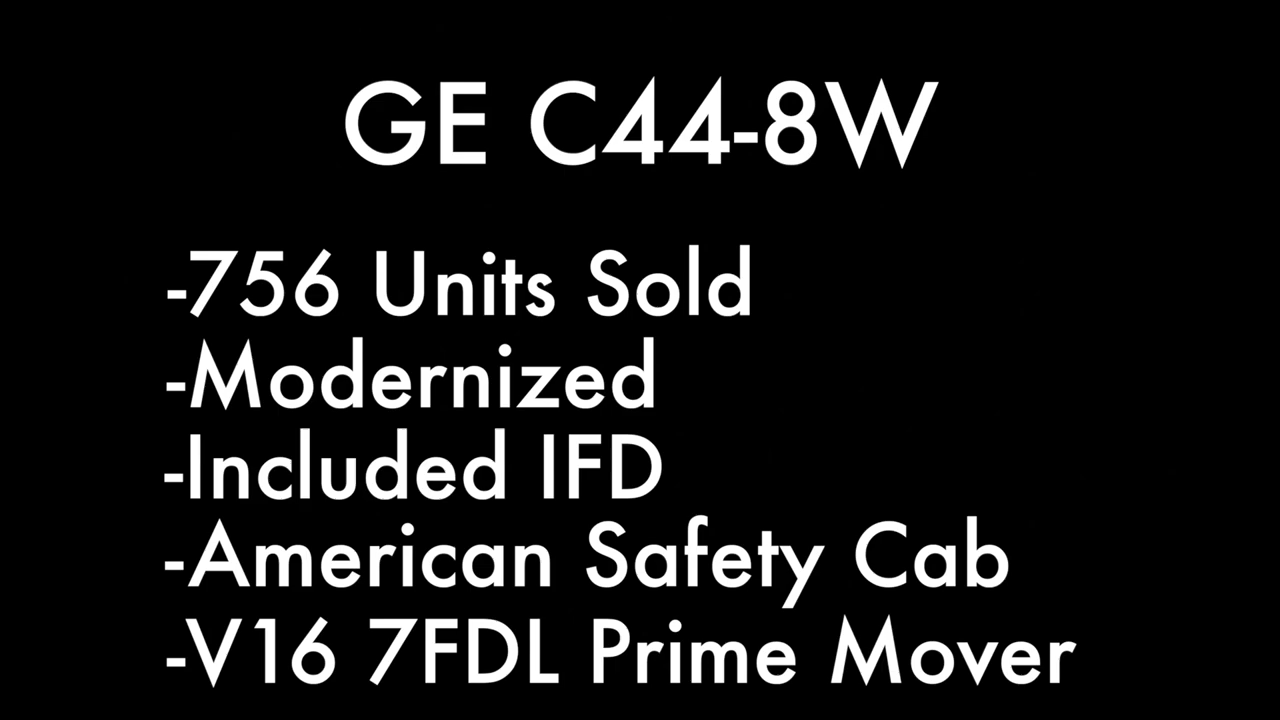 GE C44-8W
-756 Units Sold
-Modernized
-Included IFD
-American Safety Cab
-V16 7FDL Prime Mover